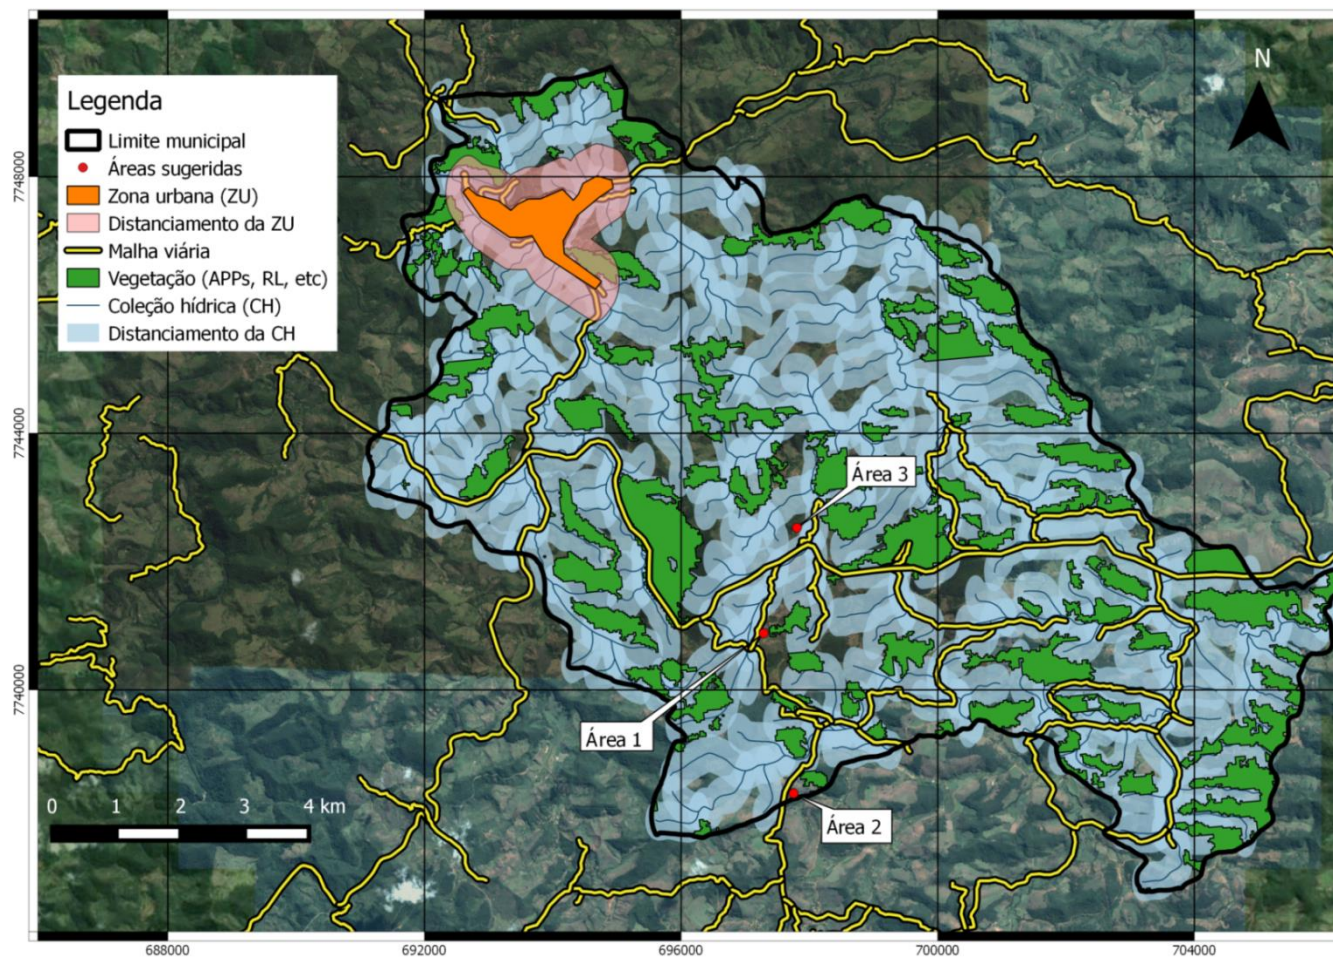 N
Legenda
Limite municipal
Áreas sugeridas
Zona urbana (ZU)
Distanciamento da ZU
Malha viária
Vegetação (APPs, RL, etc)
Coleção hídrica (CH)
Distanciamento da CH
7748000
7744000
7740000
Área 3
Área 1
Área 2
0 1 2 3 4 km
688000 692000 696000 700000 704000